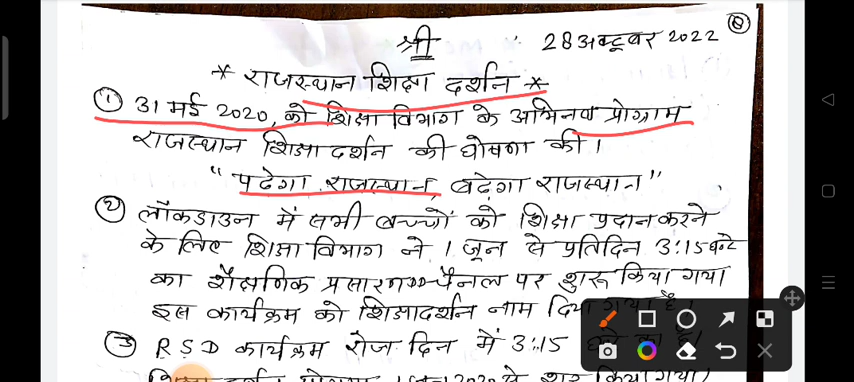 श्री
28 अक्टूबर 2022
* राजस्थान शिक्षा दर्शन *
① 31 मई 2020, को शिक्षा विभाग के अभिनव प्रोग्राम
राजस्थान शिक्षा दर्शन की घोषणा की।
"पढेगा राजस्थान, बढ़ेगा राजस्थान"
② लॉकडाउन में सभी बच्चों को शिक्षा प्रदान करने
के लिए शिक्षा विभाग ने 1 जून से प्रतिदिन 3:15 घन्टे
का शैक्षणिक प्रसारण चैनाल पर शुरू किया गया
इस कार्यक्रम को शिक्षादर्शन नाम दिया गया है।
③ RSD कार्यक्रम रोज दिन में 3:15